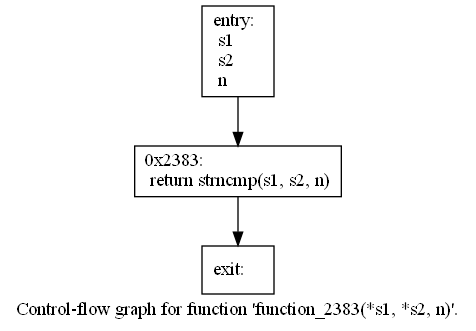 entry:
s1
s2
n
0x2383:
return strncmp(s1, s2, n)
exit:
Control-flow graph for function 'function_2383(*s1, *s2, n)'.